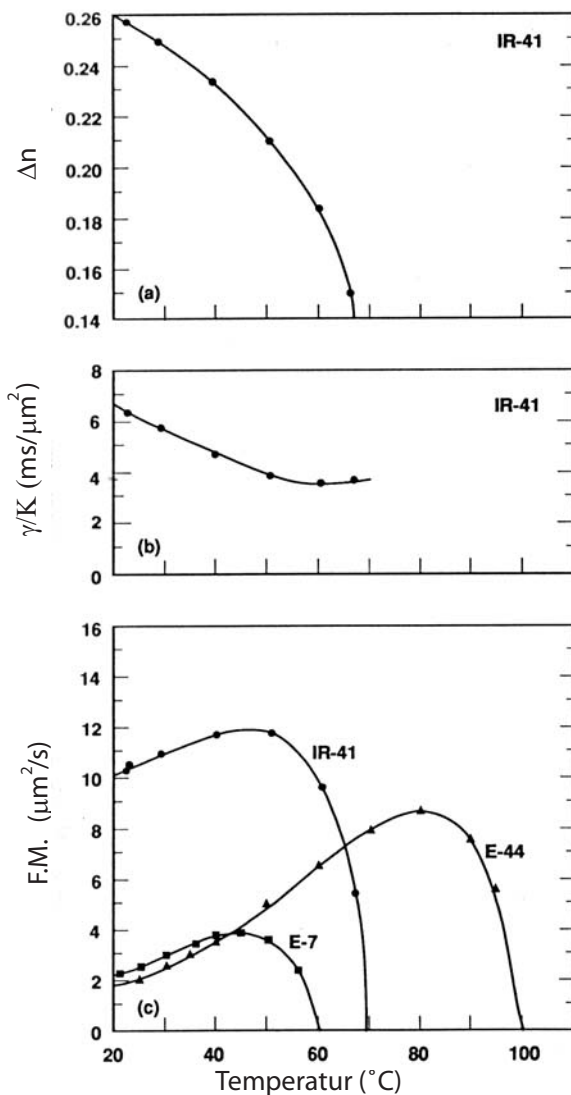 0.26
0.24
0.22
0.20
0.18
0.16
0.14
Δn
IR-41
(a)
8
6
4
2
0
γ/K (ms/μm²)
IR-41
(b)
16
14
12
10
8
6
4
2
0
F.M. (μm²/s)
IR-41
E-44
E-7
(c)
20 40 60 80 100
Temperatur (°C)